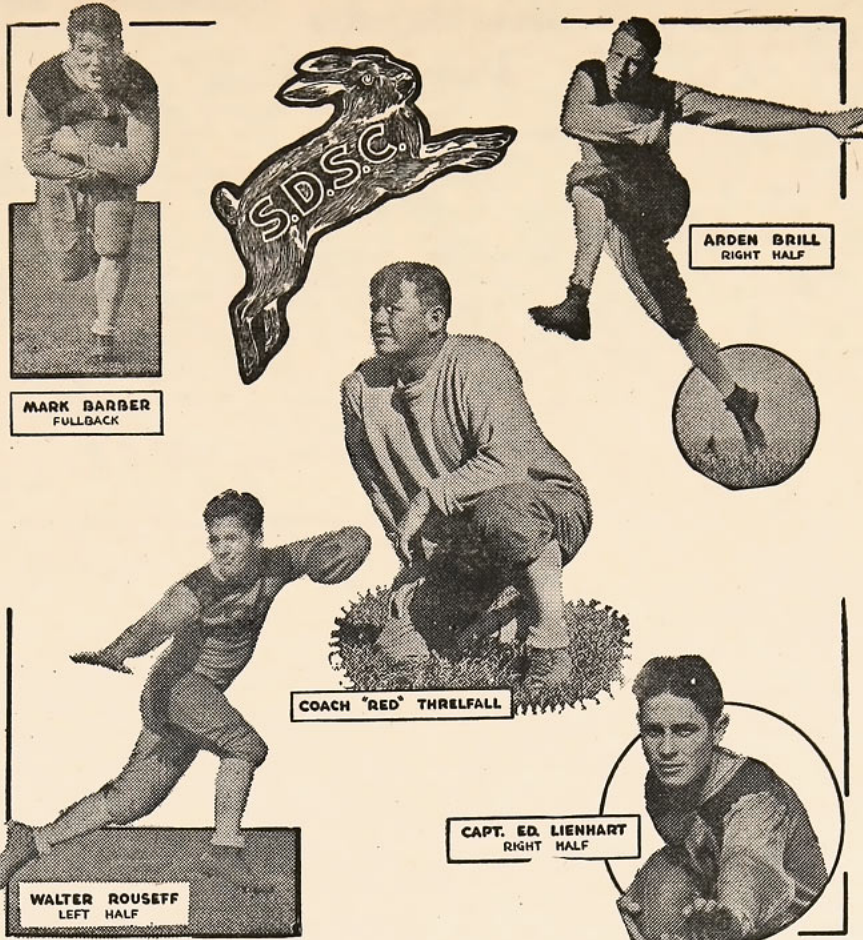 S.D.S.C.
ARDEN BRILL
RIGHT HALF
MARK BARBER
FULLBACK
COACH "RED" THRELFALL
CAPT. ED. LIENHART
RIGHT HALF
WALTER ROUSEFF
LEFT HALF